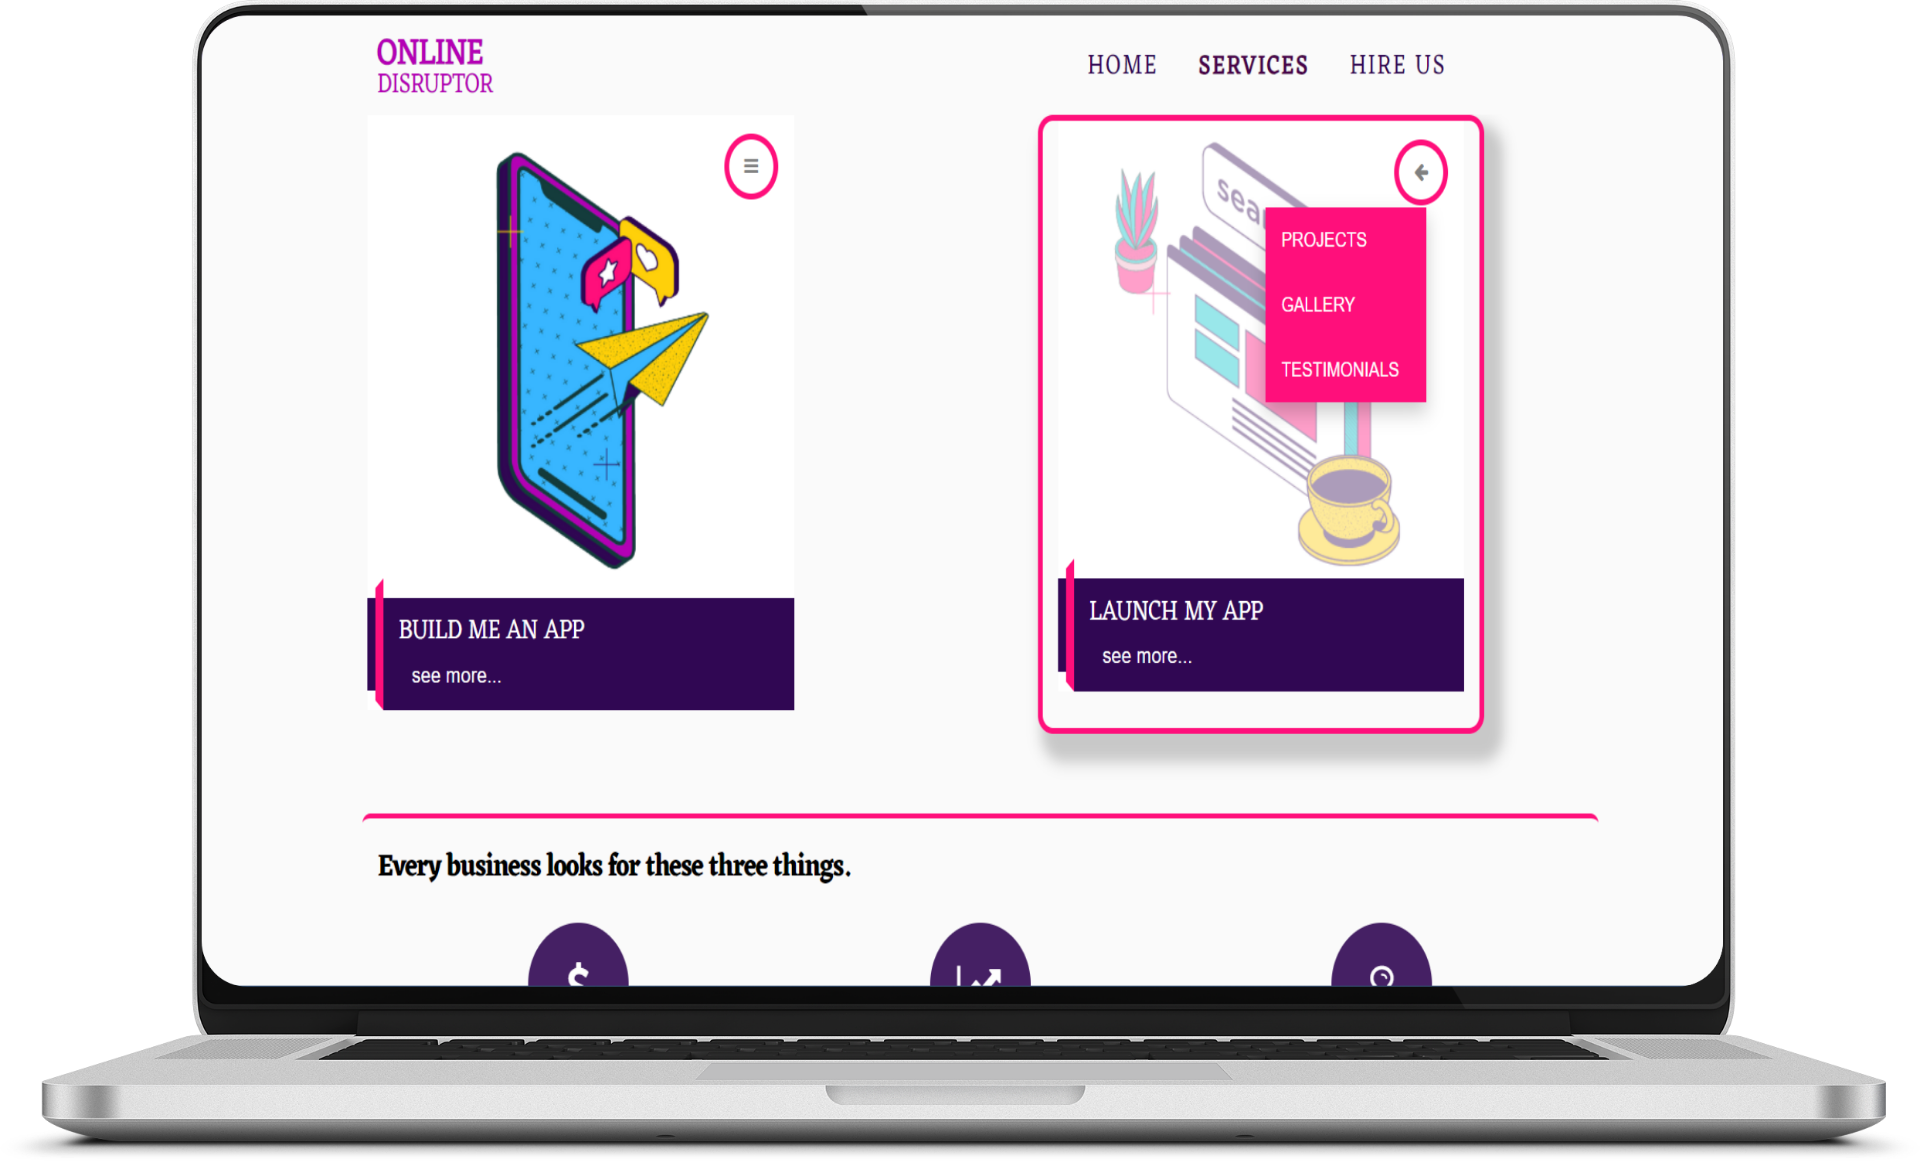 ONLINE
DISRUPTOR
HOME SERVICES HIRE US
PROJECTS
GALLERY
TESTIMONIALS
BUILD ME AN APP
see more...
LAUNCH MY APP
see more...
Every business looks for these three things.